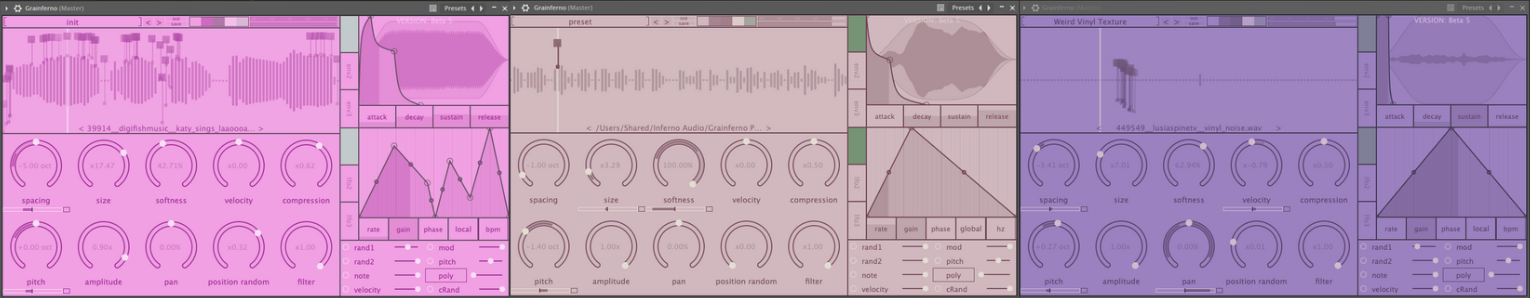 Grainferno (Master) Presets
init
VERSION: Beta 5
< 39914__digifishmusic__katy_sings_laaoooa... >
attack decay sustain release
-5.00 oct x17.47 42.71% x0.00 x0.62
spacing size softness velocity compression
rate gain phase local bpm
+0.00 oct 0.90x 0.00% x0.32 x1.00
pitch amplitude pan position random filter
rand1 mod
rand2 pitch
note poly
velocity cRand
Grainferno (Master) Presets
preset
VERSION: Beta 5
< /Users/Shared/Inferno Audio/Grainferno P... >
attack decay sustain release
-1.00 oct x1.29 100.00% x0.00 x0.50
spacing size softness velocity compression
rate gain phase global hz
-1.40 oct 1.00x 0.00% x0.00 x1.00
pitch amplitude pan position random filter
rand1 mod
rand2 pitch
note poly
velocity cRand
Grainferno (Master) Presets
Weird Vinyl Texture
VERSION: Beta 5
< 449549__lusiaspinetv__vinyl_noise.wav >
attack decay sustain release
-3.41 oct x7.01 52.94% x-0.78 x0.50
spacing size softness velocity compression
rate gain phase local bpm
+0.27 oct 1.00x 0.00% x0.01 x1.00
pitch amplitude pan position random filter
rand1 mod
rand2 pitch
note poly
velocity cRand